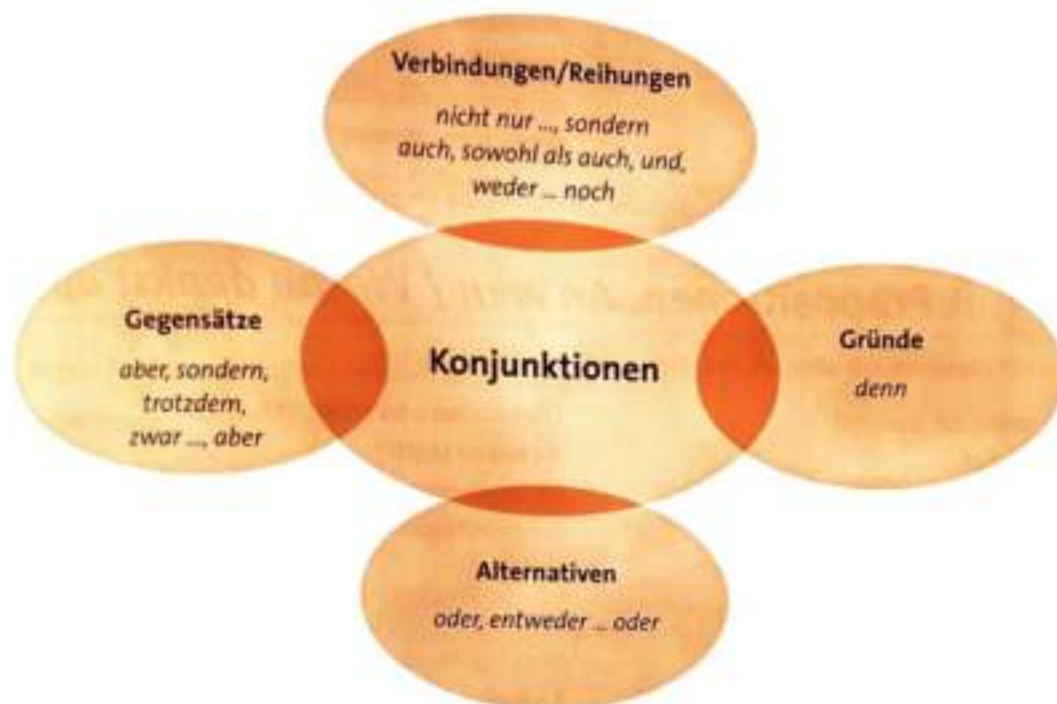 Verbindungen/Reihungen
nicht nur ..., sondern
auch, sowohl als auch, und,
weder ... noch
Gegensätze
aber, sondern,
trotzdem,
zwar ..., aber
Konjunktionen
Gründe
denn
Alternativen
oder, entweder ... oder